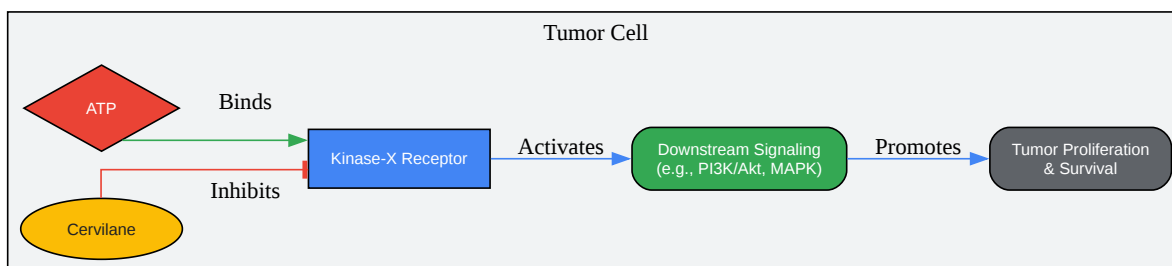 Tumor Cell
ATP
Binds
Kinase-X Receptor
Activates
Downstream Signaling
(e.g., PI3K/Akt, MAPK)
Promotes
Tumor Proliferation
& Survival
Inhibits
Cervilane